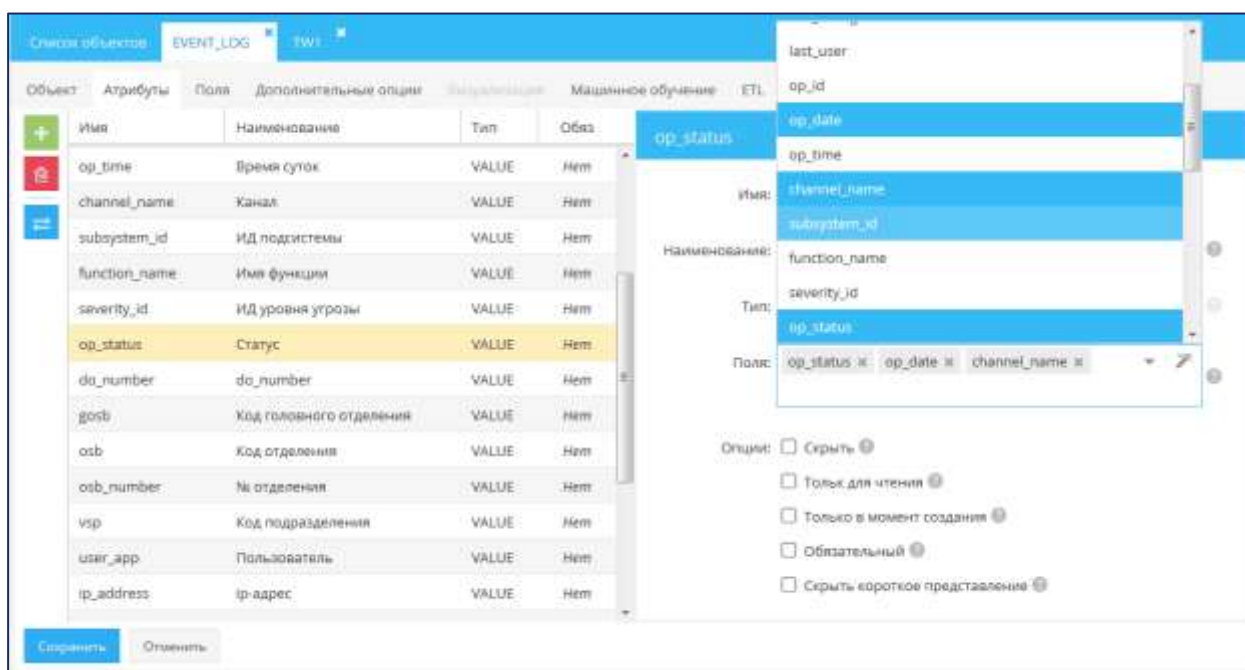 Список объектов EVENT_LOG TW1
Объект Атрибуты Поля Дополнительные опции Визуализация Машинное обучение ETL
Имя Наименование Тип Обяз
op_time Время суток VALUE Нет
channel_name Канал VALUE Нет
subsystem_id ИД подсистемы VALUE Нет
function_name Имя функции VALUE Нет
severity_id ИД уровня угрозы VALUE Нет
op_status Статус VALUE Нет
do_number do_number VALUE Нет
gosb Код головного отделения VALUE Нет
osb Код отделения VALUE Нет
osb_number № отделения VALUE Нет
vsp Код подразделения VALUE Нет
user_app Пользователь VALUE Нет
ip_address ip-адрес VALUE Нет
Сохранить Отменить
op_status
Имя:
Наименование:
Тип:
last_user
op_id
op_date
op_time
channel_name
subsystem_id
function_name
severity_id
op_status
Поля: op_status × op_date × channel_name ×
Опции: Скрыть ?
Тольк для чтения ?
Только в момент создания ?
Обязательный ?
Скрыть короткое представление ?